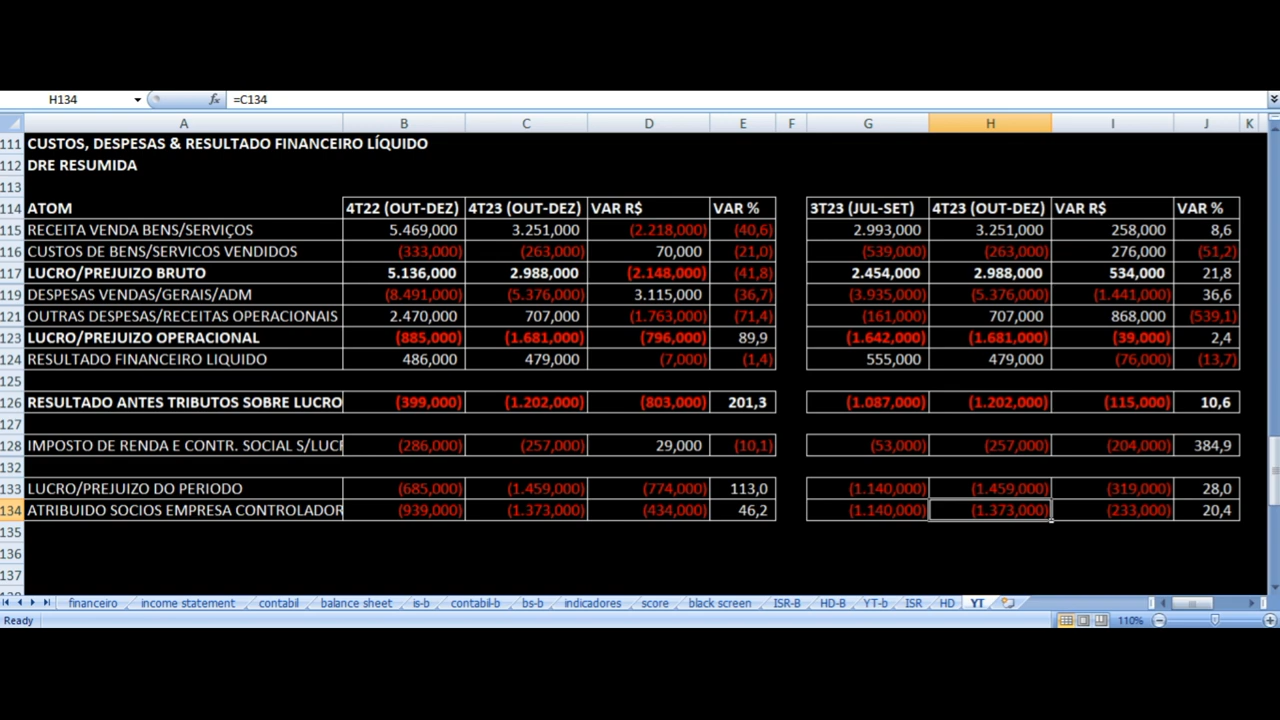 H134 fx =C134
A B C D E F G H I J K
111 CUSTOS, DESPESAS & RESULTADO FINANCEIRO LÍQUIDO
112 DRE RESUMIDA
113
114 ATOM 4T22 (OUT-DEZ) 4T23 (OUT-DEZ) VAR R$ VAR % 3T23 (JUL-SET) 4T23 (OUT-DEZ) VAR R$ VAR %
115 RECEITA VENDA BENS/SERVIÇOS 5.469,000 3.251,000 (2.218,000) (40,6) 2.993,000 3.251,000 258,000 8,6
116 CUSTOS DE BENS/SERVICOS VENDIDOS (333,000) (263,000) 70,000 (21,0) (539,000) (263,000) 276,000 (51,2)
117 LUCRO/PREJUIZO BRUTO 5.136,000 2.988,000 (2.148,000) (41,8) 2.454,000 2.988,000 534,000 21,8
119 DESPESAS VENDAS/GERAIS/ADM (8.491,000) (5.376,000) 3.115,000 (36,7) (3.935,000) (5.376,000) (1.441,000) 36,6
121 OUTRAS DESPESAS/RECEITAS OPERACIONAIS 2.470,000 707,000 (1.763,000) (71,4) (161,000) 707,000 868,000 (539,1)
123 LUCRO/PREJUIZO OPERACIONAL (885,000) (1.681,000) (796,000) 89,9 (1.642,000) (1.681,000) (39,000) 2,4
124 RESULTADO FINANCEIRO LIQUIDO 486,000 479,000 (7,000) (1,4) 555,000 479,000 (76,000) (13,7)
125
126 RESULTADO ANTES TRIBUTOS SOBRE LUCRO (399,000) (1.202,000) (803,000) 201,3 (1.087,000) (1.202,000) (115,000) 10,6
127
128 IMPOSTO DE RENDA E CONTR. SOCIAL S/LUCR (286,000) (257,000) 29,000 (10,1) (53,000) (257,000) (204,000) 384,9
132
133 LUCRO/PREJUIZO DO PERIODO (685,000) (1.459,000) (774,000) 113,0 (1.140,000) (1.459,000) (319,000) 28,0
134 ATRIBUIDO SOCIOS EMPRESA CONTROLADOR (939,000) (1.373,000) (434,000) 46,2 (1.140,000) (1.373,000) (233,000) 20,4
135
136
137
financeiro income statement contabil balance sheet is-b contabil-b bs-b indicadores score black screen ISR-B HD-B YT-b ISR HD YT
Ready 110%